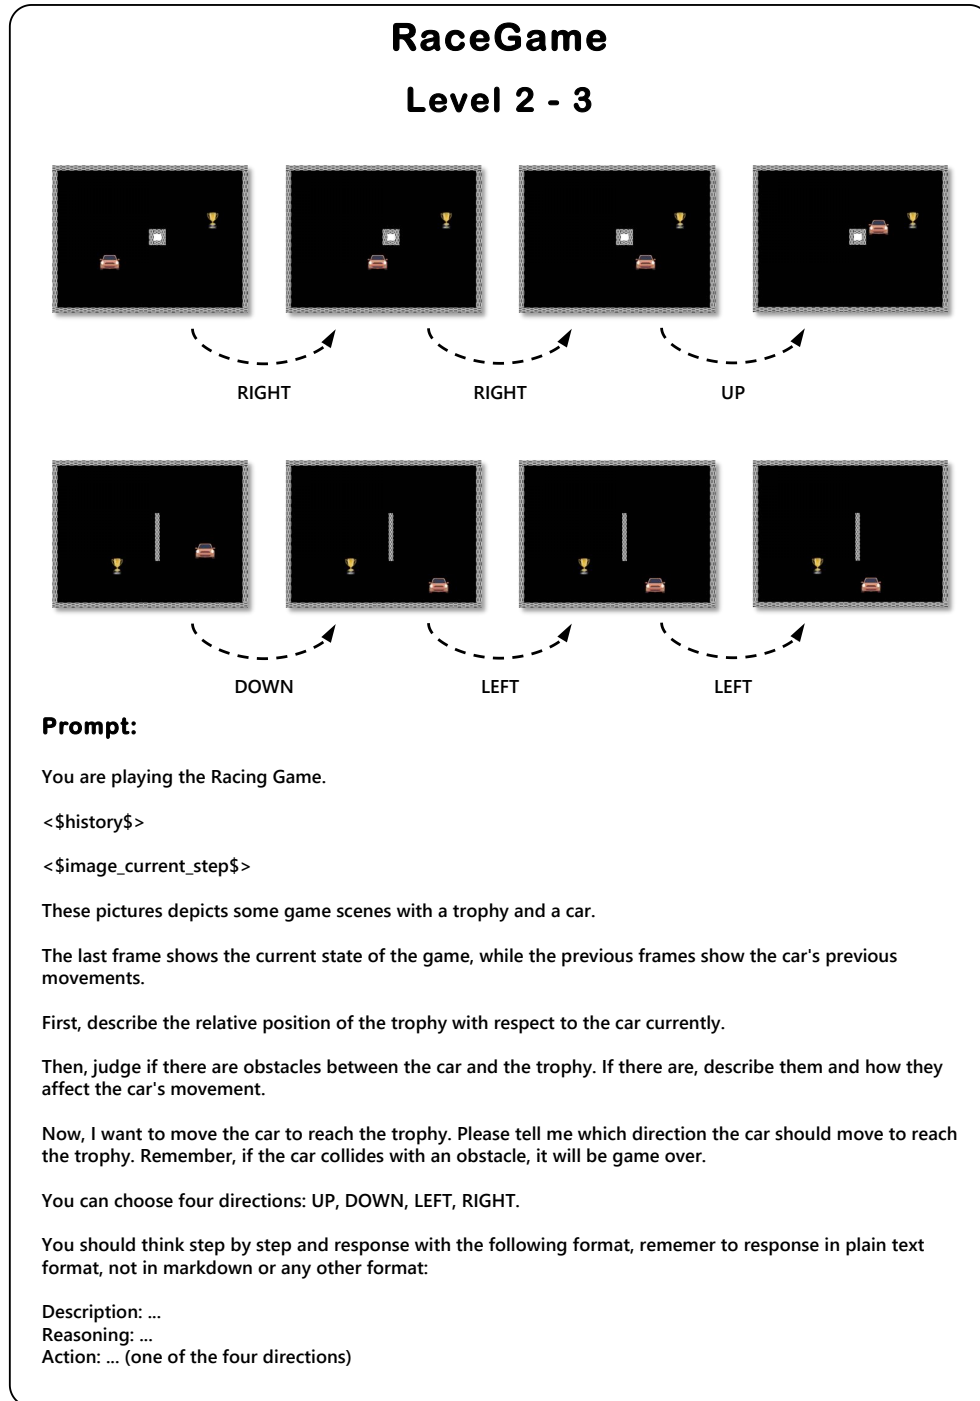 RaceGame
Level 2 - 3
RIGHT
RIGHT
UP
DOWN
LEFT
LEFT
Prompt:
You are playing the Racing Game.
<$history$>
<$image_current_step$>
These pictures depicts some game scenes with a trophy and a car.
The last frame shows the current state of the game, while the previous frames show the car's previous
movements.
First, describe the relative position of the trophy with respect to the car currently.
Then, judge if there are obstacles between the car and the trophy. If there are, describe them and how they
affect the car's movement.
Now, I want to move the car to reach the trophy. Please tell me which direction the car should move to reach
the trophy. Remember, if the car collides with an obstacle, it will be game over.
You can choose four directions: UP, DOWN, LEFT, RIGHT.
You should think step by step and response with the following format, rememer to response in plain text
format, not in markdown or any other format:
Description: ...
Reasoning: ...
Action: ... (one of the four directions)